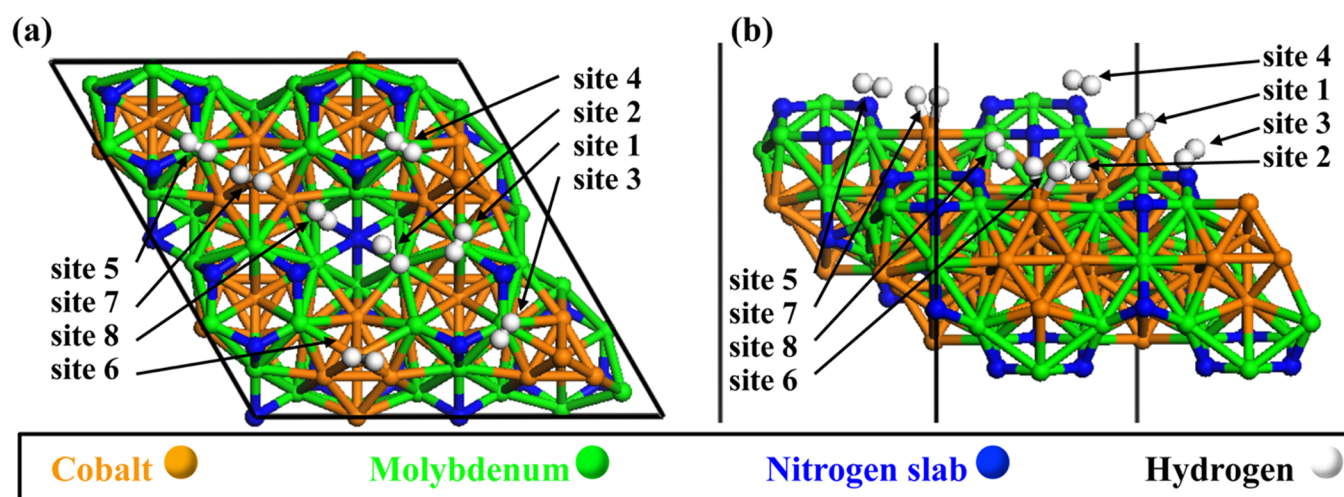 (a)
site 4
site 2
site 1
site 3
site 5
site 7
site 8
site 6
(b)
site 4
site 1
site 3
site 2
site 5
site 7
site 8
site 6
Cobalt Molybdenum Nitrogen slab Hydrogen